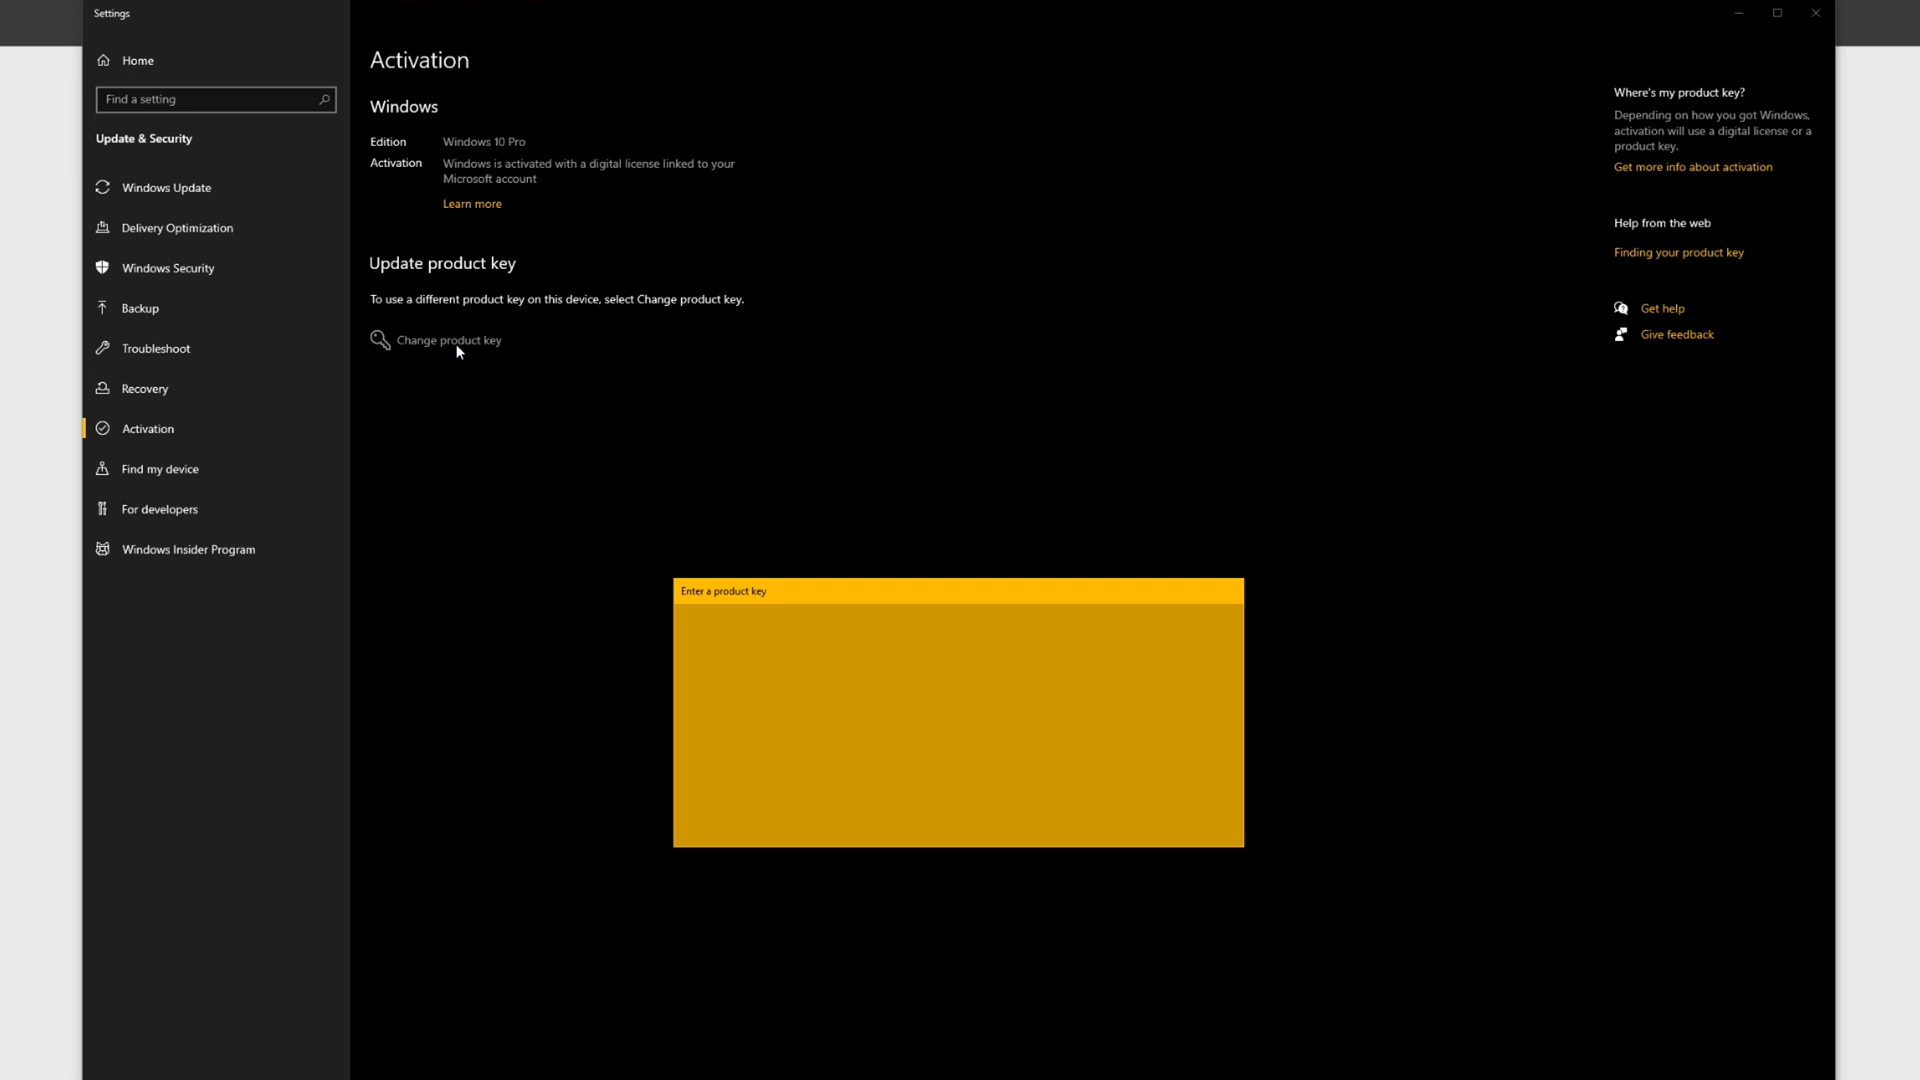 Settings
Home
Find a setting
Update & Security
Windows Update
Delivery Optimization
Windows Security
Backup
Troubleshoot
Recovery
Activation
Find my device
For developers
Windows Insider Program
Activation
Windows
Edition Windows 10 Pro
Activation Windows is activated with a digital license linked to your
Microsoft account
Learn more
Update product key
To use a different product key on this device, select Change product key.
Change product key
Enter a product key
Where's my product key?
Depending on how you got Windows,
activation will use a digital license or a
product key.
Get more info about activation
Help from the web
Finding your product key
Get help
Give feedback